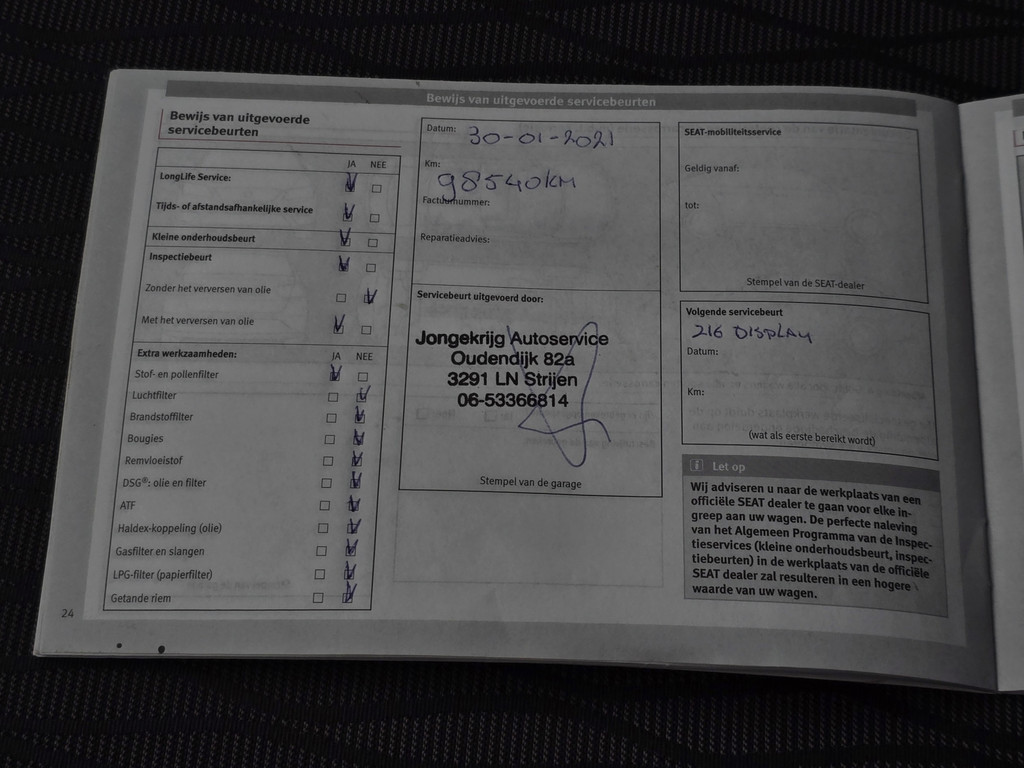 Bewijs van uitgevoerde servicebeurten
Bewijs van uitgevoerde
servicebeurten
JA NEE
LongLife Service:
Tijds- of afstandsafhankelijke service
Kleine onderhoudsbeurt
Inspectiebeurt
Zonder het verversen van olie
Met het verversen van olie
Extra werkzaamheden: JA NEE
Stof- en pollenfilter
Luchtfilter
Brandstoffilter
Bougies
Remvloeistof
DSG®: olie en filter
ATF
Haldex-koppeling (olie)
Gasfilter en slangen
LPG-filter (papierfilter)
Getande riem
24
Datum: 30-01-2021
Km:
98540KM
Factuurnummer:
Reparatieadvies:
Servicebeurt uitgevoerd door:
Jongekrijg Autoservice
Oudendijk 82a
3291 LN Strijen
06-53366814
Stempel van de garage
SEAT-mobiliteitsservice
Geldig vanaf:
tot:
Stempel van de SEAT-dealer
Volgende servicebeurt
216 DISPLAY
Datum:
Km:
(wat als eerste bereikt wordt)
i Let op
Wij adviseren u naar de werkplaats van een
officiële SEAT dealer te gaan voor elke in-
greep aan uw wagen. De perfecte naleving
van het Algemeen Programma van de Inspec-
tieservices (kleine onderhoudsbeurt, inspec-
tiebeurten) in de werkplaats van de officiële
SEAT dealer zal resulteren in een hogere
waarde van uw wagen.